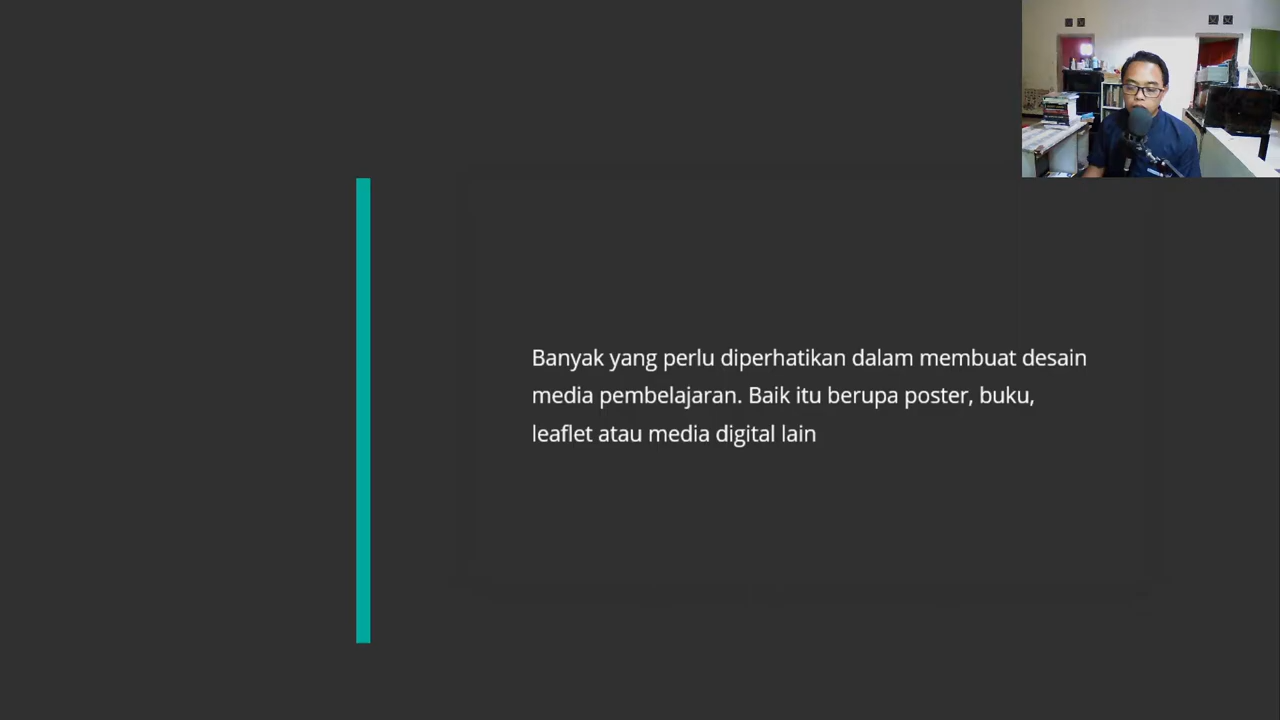 Banyak yang perlu diperhatikan dalam membuat desain
media pembelajaran. Baik itu berupa poster, buku,
leaflet atau media digital lain